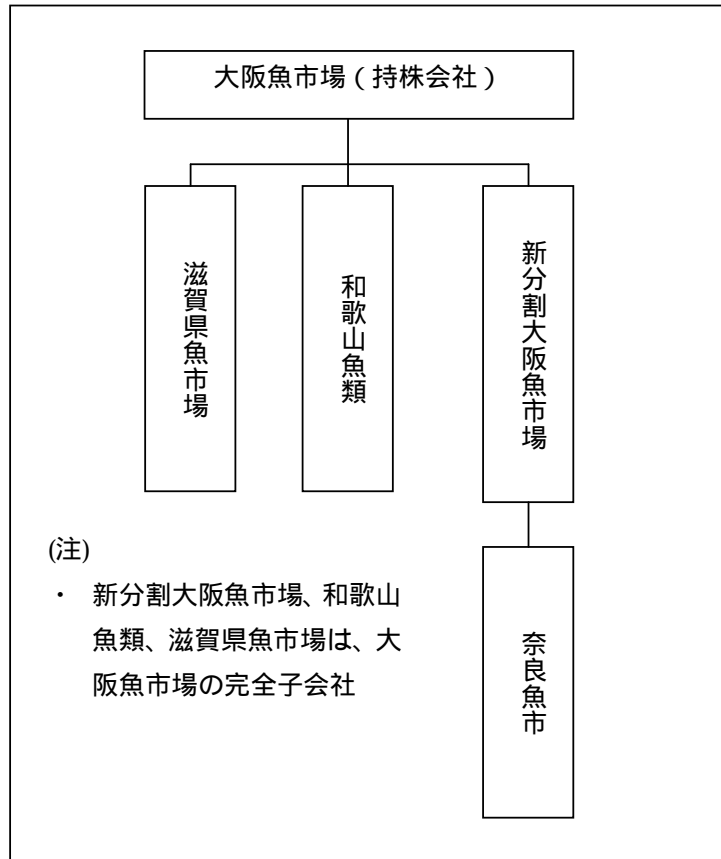 大阪魚市場(持株会社)
滋賀県魚市場
和歌山魚類
新分割大阪魚市場
(注)
・ 新分割大阪魚市場、和歌山
魚類、滋賀県魚市場は、大
阪魚市場の完全子会社
奈良魚市